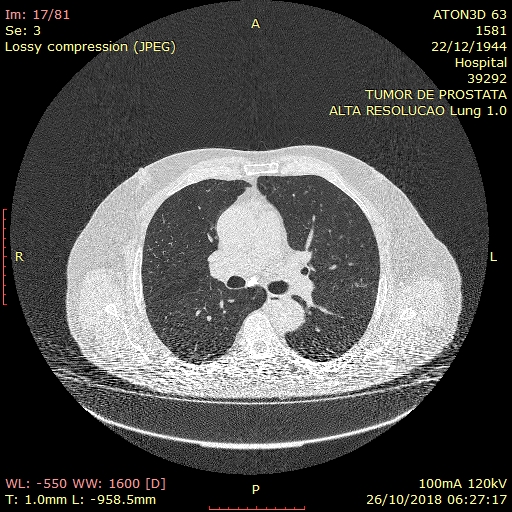 Im: 17/81
Se: 3
Lossy compression (JPEG)
A
ATON3D 63
1581
22/12/1944
Hospital
39292
TUMOR DE PROSTATA
ALTA RESOLUCAO Lung 1.0
R
L
WL: -550 WW: 1600 [D]
T: 1.0mm L: -958.5mm
P
100mA 120kV
26/10/2018 06:27:17